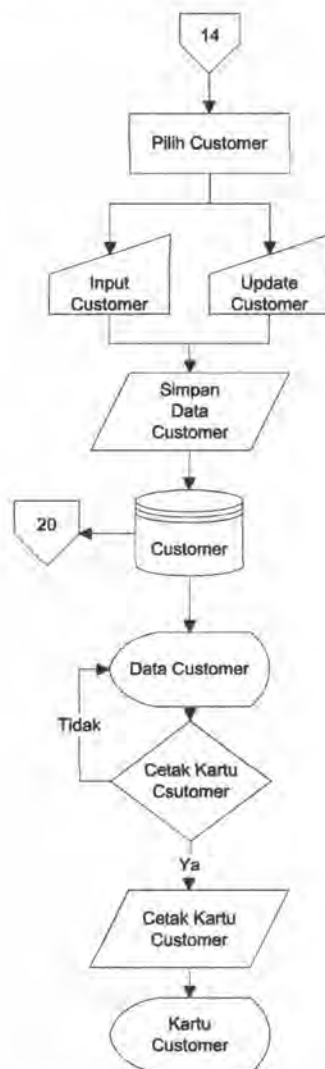 14
Pilih Customer
Input
Customer
Update
Customer
Simpan
Data
Customer
20
Customer
Data Customer
Tidak
Cetak Kartu
Csutomer
Ya
Cetak Kartu
Customer
Kartu
Customer